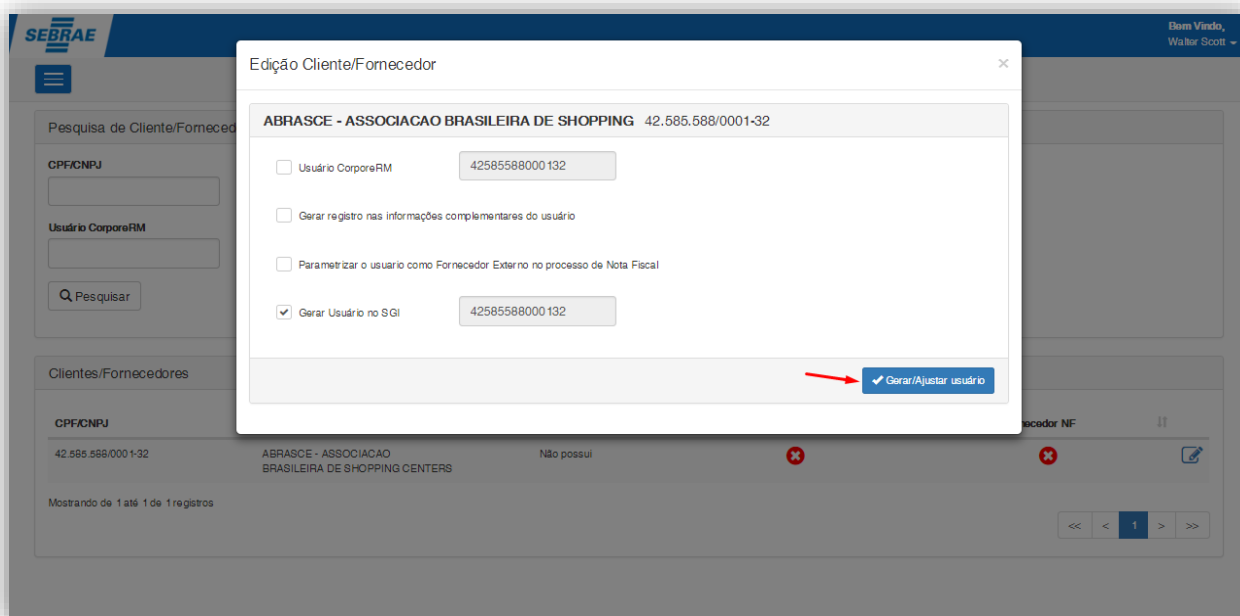 SEBRAE
Bem Vindo,
Walter Scott
Edição Cliente/Fornecedor
×
Pesquisa de Cliente/Forneced
ABRASCE - ASSOCIACAO BRASILEIRA DE SHOPPING 42.585.588/0001-32
CPF/CNPJ
Usuário CorporeRM
42585588000132
Gerar registro nas informações complementares do usuário
Usuário CorporeRM
Parametrizar o usuario como Fornecedor Externo no processo de Nota Fiscal
Pesquisar
Gerar Usuário no SGI
42585588000132
Clientes/Fornecedores
Gerar/Ajustar usuário
CPF/CNPJ
necedor NF
42.585.588/0001-32
ABRASCE - ASSOCIACAO
BRASILEIRA DE SHOPPING CENTERS
Não possui
Mostrando de 1 até 1 de 1 registros
<< < 1 > >>